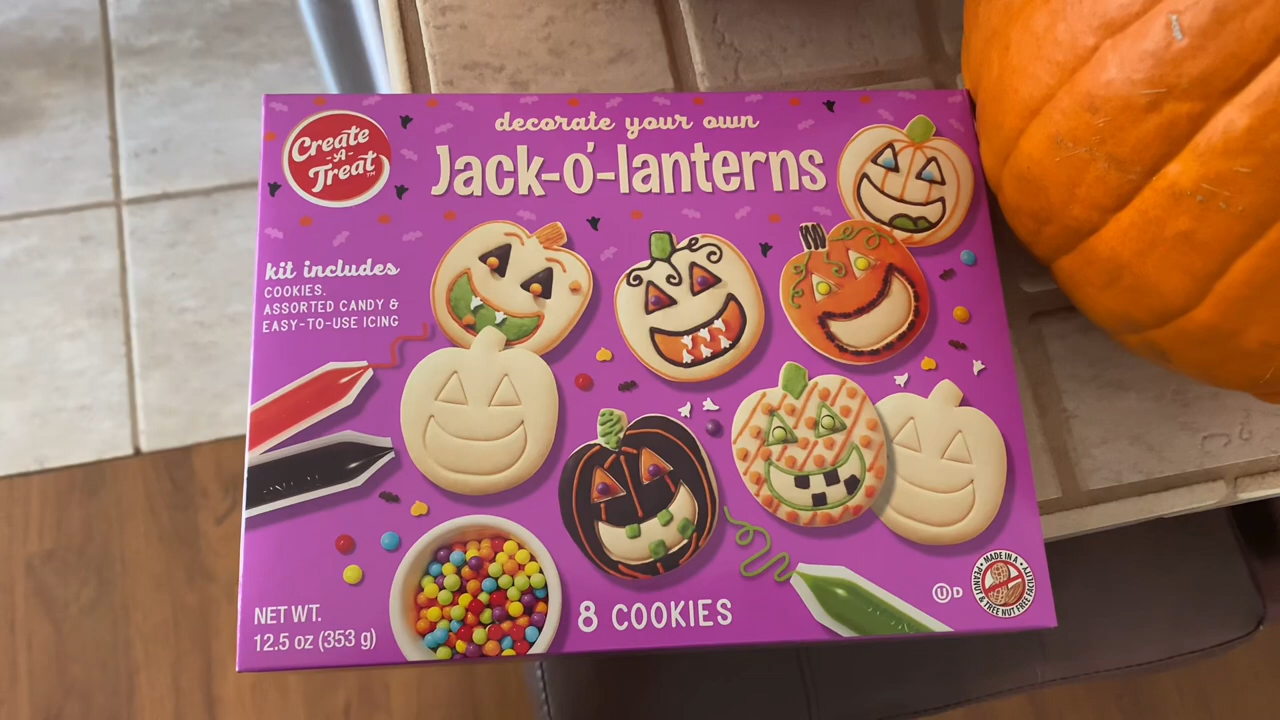 Create
-A-
Treat™
decorate your own
Jack-o'-lanterns
kit includes
COOKIES,
ASSORTED CANDY &
EASY-TO-USE ICING
NET WT.
12.5 oz (353 g)
8 COOKIES
U D
MADE IN A
PEANUT & TREE NUT FREE FACILITY